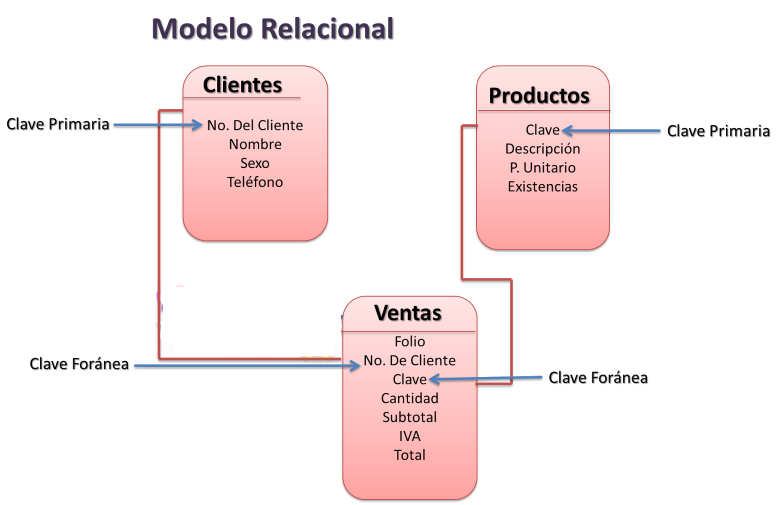 Modelo Relacional
Clientes
No. Del Cliente
Nombre
Sexo
Teléfono
Clave Primaria
Productos
Clave
Descripción
P. Unitario
Existencias
Clave Primaria
Ventas
Folio
No. De Cliente
Clave
Cantidad
Subtotal
IVA
Total
Clave Foránea
Clave Foránea